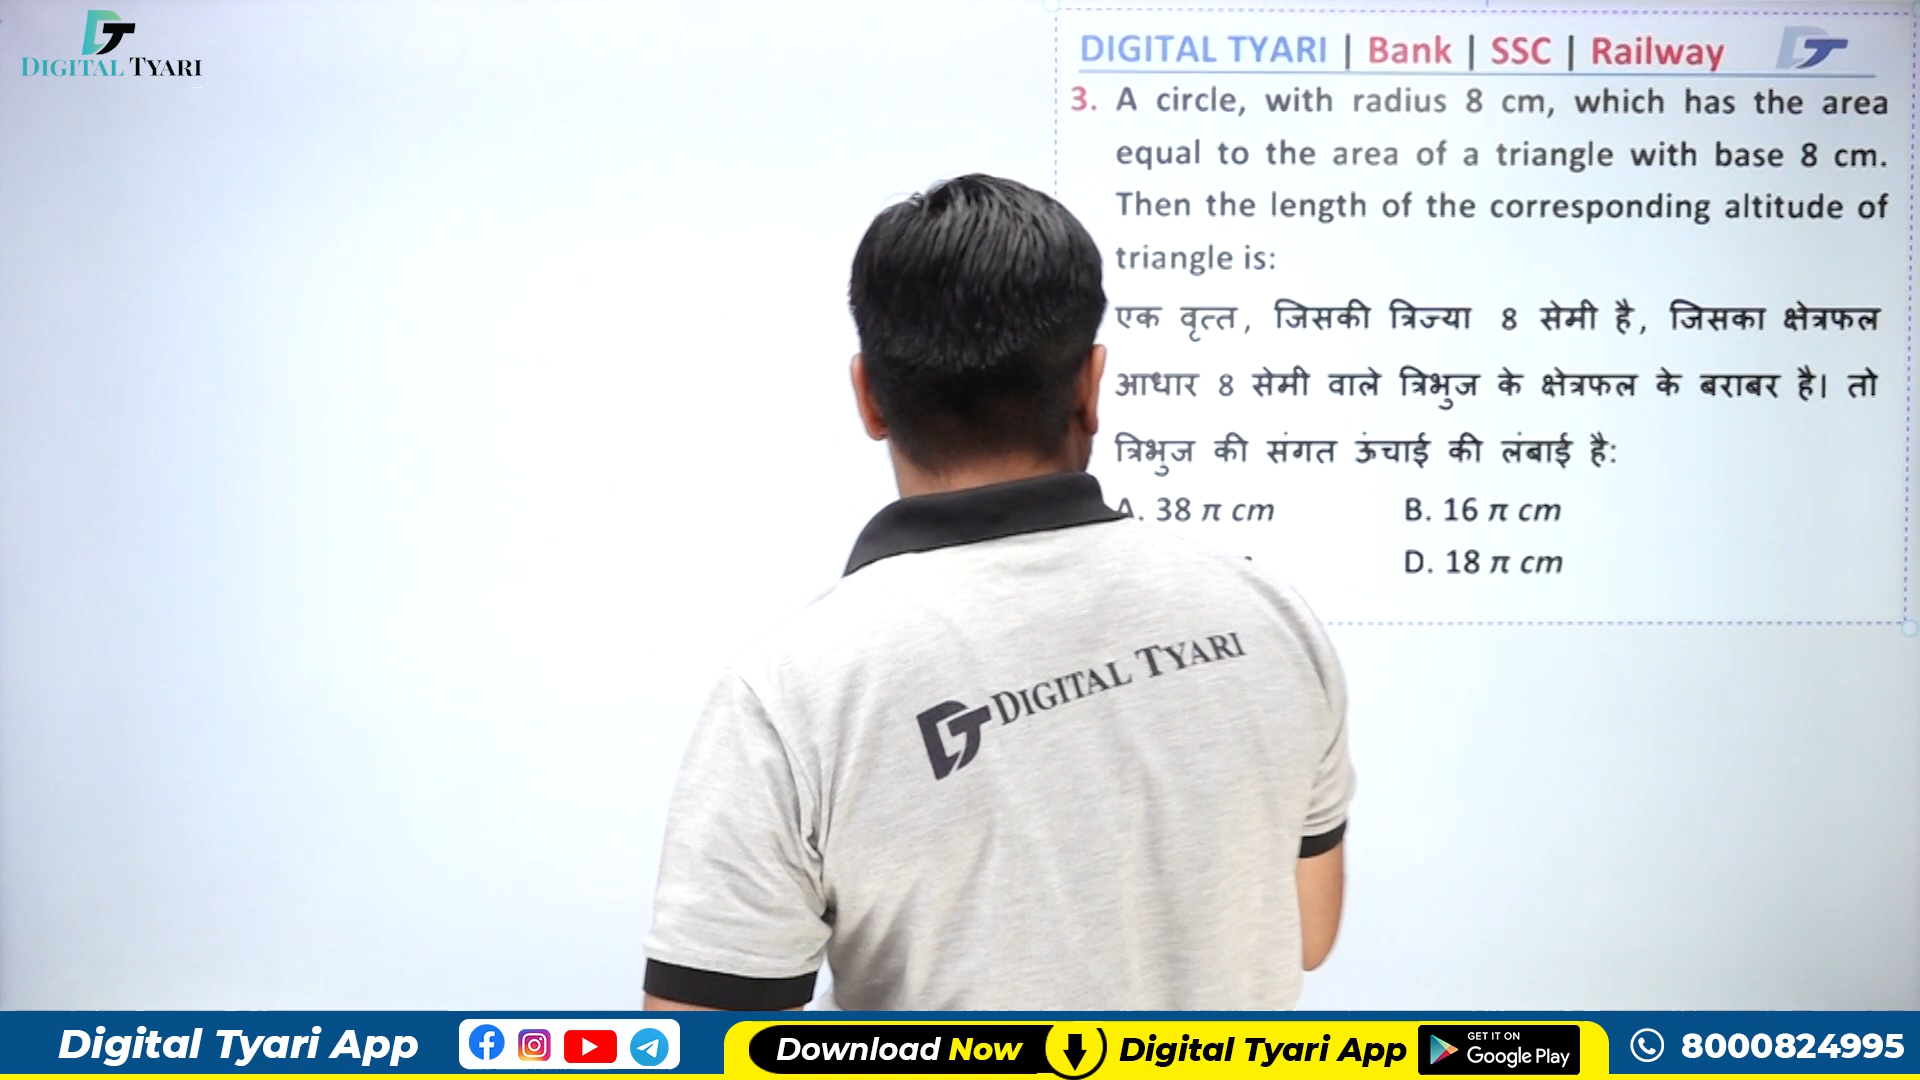 DT
DIGITAL TYARI
DIGITAL TYARI | Bank | SSC | Railway
3. A circle, with radius 8 cm, which has the area
equal to the area of a triangle with base 8 cm.
Then the length of the corresponding altitude of
triangle is:
एक वृत्त, जिसकी त्रिज्या 8 सेमी है, जिसका क्षेत्रफल
आधार 8 सेमी वाले त्रिभुज के क्षेत्रफल के बराबर है। तो
त्रिभुज की संगत ऊंचाई की लंबाई है:
A. 38 π cm B. 16 π cm
D. 18 π cm
DT DIGITAL TYARI
Digital Tyari App
Download Now
Digital Tyari App
GET IT ON
Google Play
8000824995